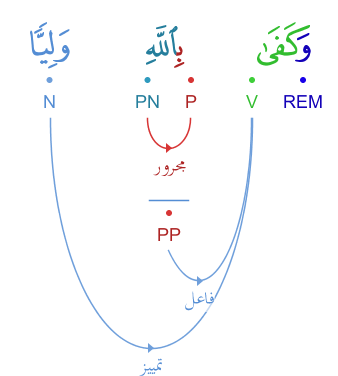 وَكَفَىٰ بِٱللَّهِ وَلِيًّا
REM V P PN N
مجرور
PP
فاعل
تمييز